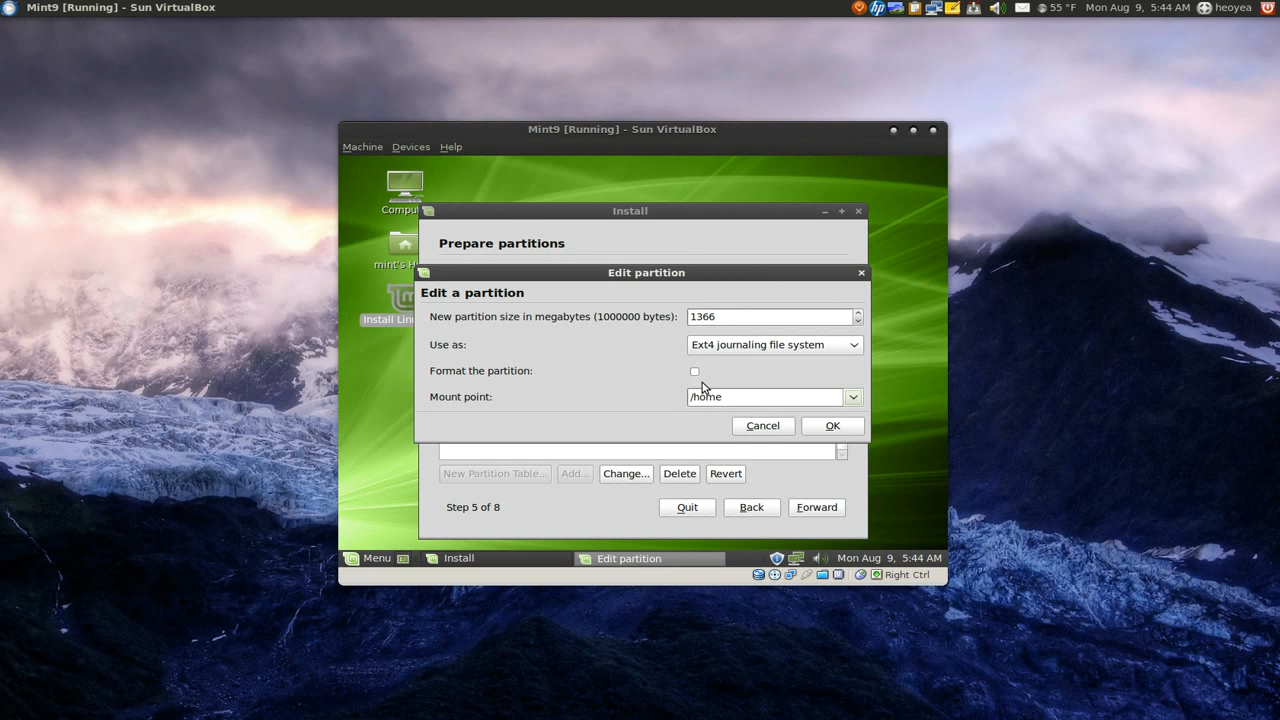 Mint9 [Running] - Sun VirtualBox
55 °F Mon Aug 9, 5:44 AM heoyea
Mint9 [Running] - Sun VirtualBox
Machine Devices Help
Install
Prepare partitions
Edit partition
Edit a partition
New partition size in megabytes (1000000 bytes): 1366
Use as: Ext4 journaling file system
Format the partition:
Mount point: /home
Cancel OK
New Partition Table... Add... Change... Delete Revert
Step 5 of 8 Quit Back Forward
Menu Install Edit partition Mon Aug 9, 5:44 AM
Right Ctrl